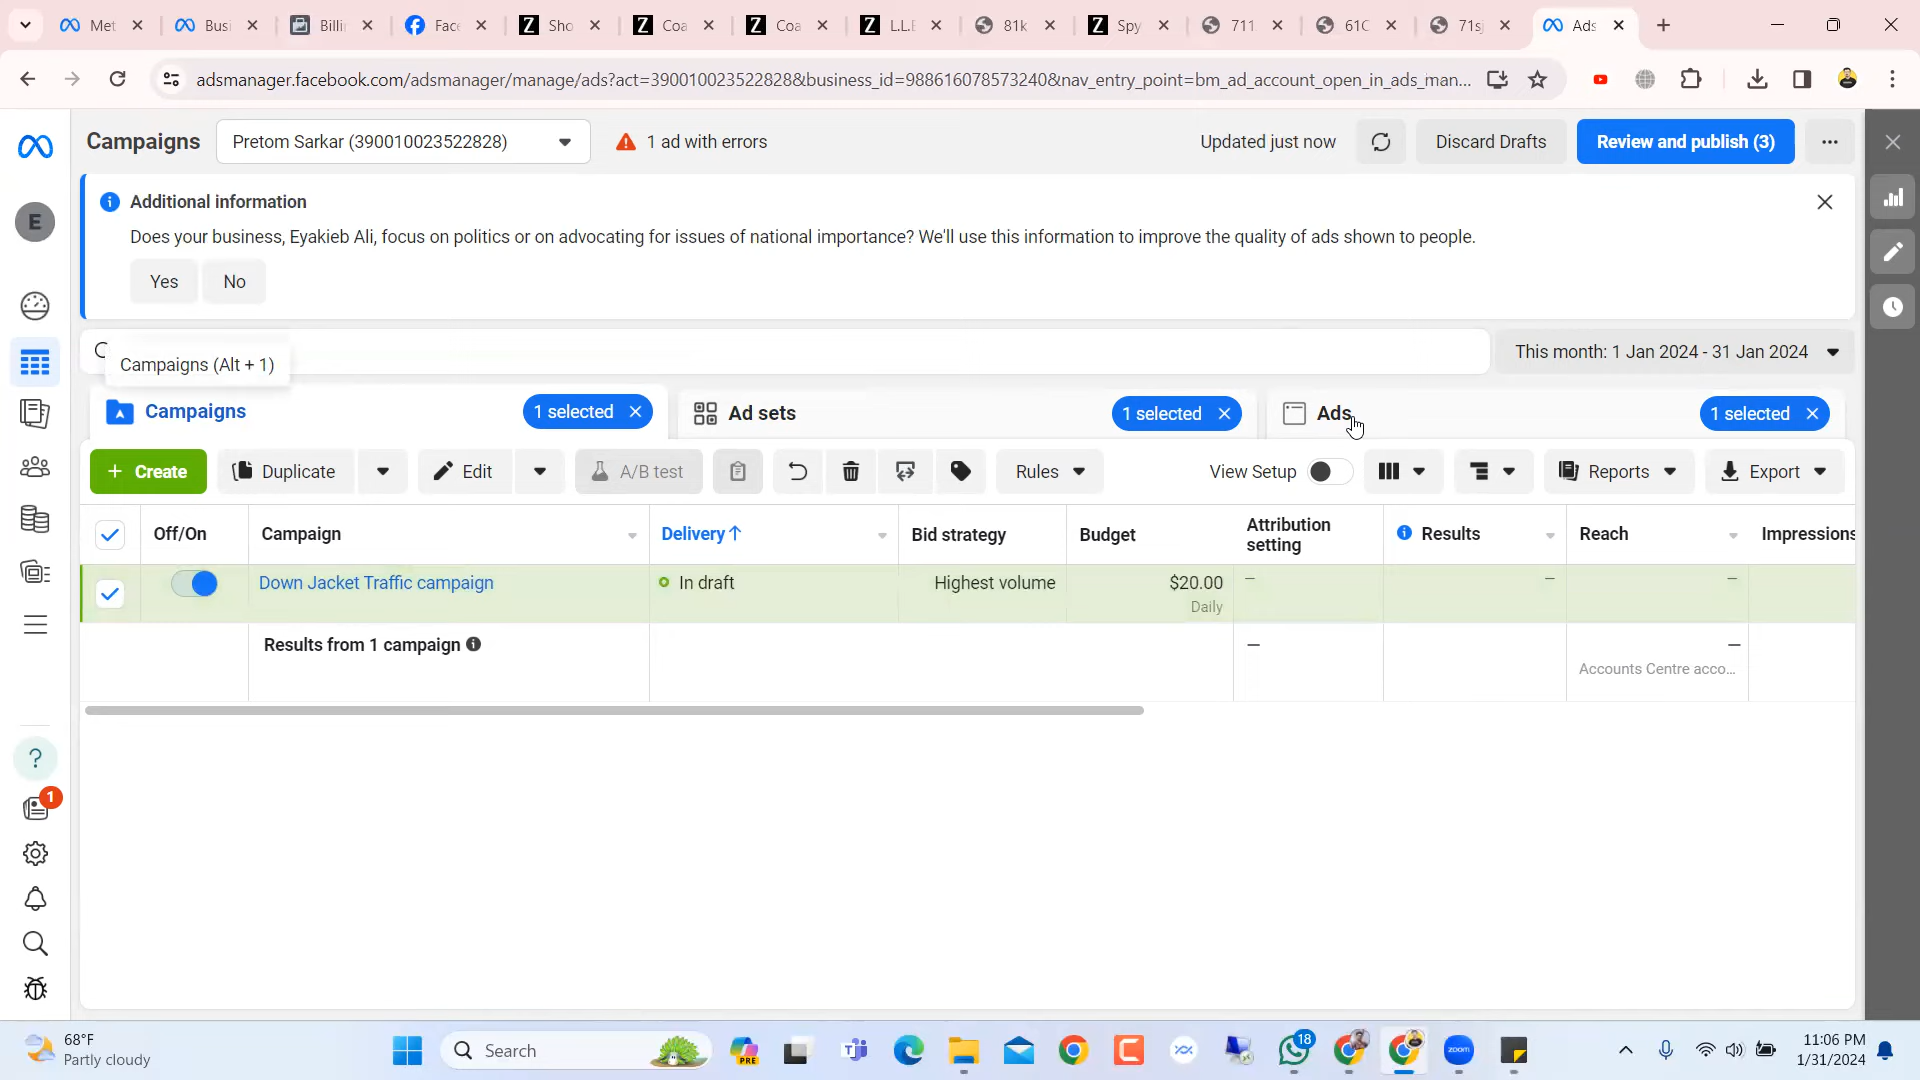 Met
Busi
Billin
Face
Sho
Coa
Coa
L.L.E
81k
Spy
711
61C
71sj
Ads
adsmanager.facebook.com/adsmanager/manage/ads?act=390010023522828&business_id=988616078573240&nav_entry_point=bm_ad_account_open_in_ads_man...
Campaigns
Pretom Sarkar (390010023522828)
1 ad with errors
Updated just now
Discard Drafts
Review and publish (3)
E
Additional information
Does your business, Eyakieb Ali, focus on politics or on advocating for issues of national importance? We'll use this information to improve the quality of ads shown to people.
Yes
No
Campaigns (Alt + 1)
This month: 1 Jan 2024 - 31 Jan 2024
Campaigns
1 selected
Ad sets
1 selected
Ads
1 selected
+ Create
Duplicate
Edit
A/B test
Rules
View Setup
Reports
Export
Off/On
Campaign
Delivery↑
Bid strategy
Budget
Attribution
setting
Results
Reach
Impressions
Down Jacket Traffic campaign
In draft
Highest volume
$20.00
Daily
—
—
—
Results from 1 campaign
—
—
Accounts Centre acco...
?
1
68°F
Partly cloudy
Search
PRE
18
zoom
11:06 PM
1/31/2024